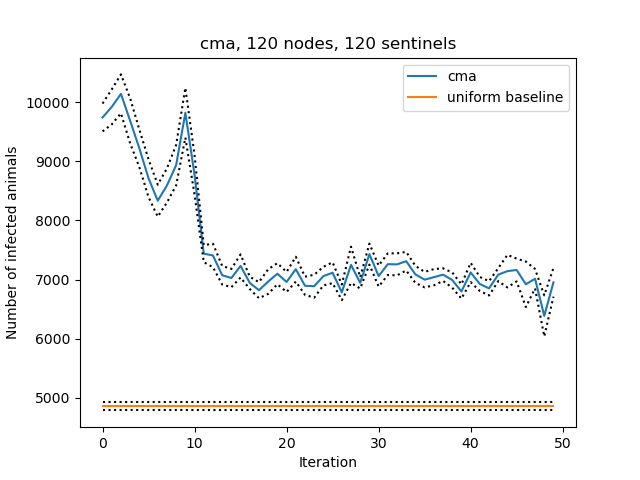 cma, 120 nodes, 120 sentinels
cma
uniform baseline
Number of infected animals
10000
9000
8000
7000
6000
5000
0 10 20 30 40 50
Iteration